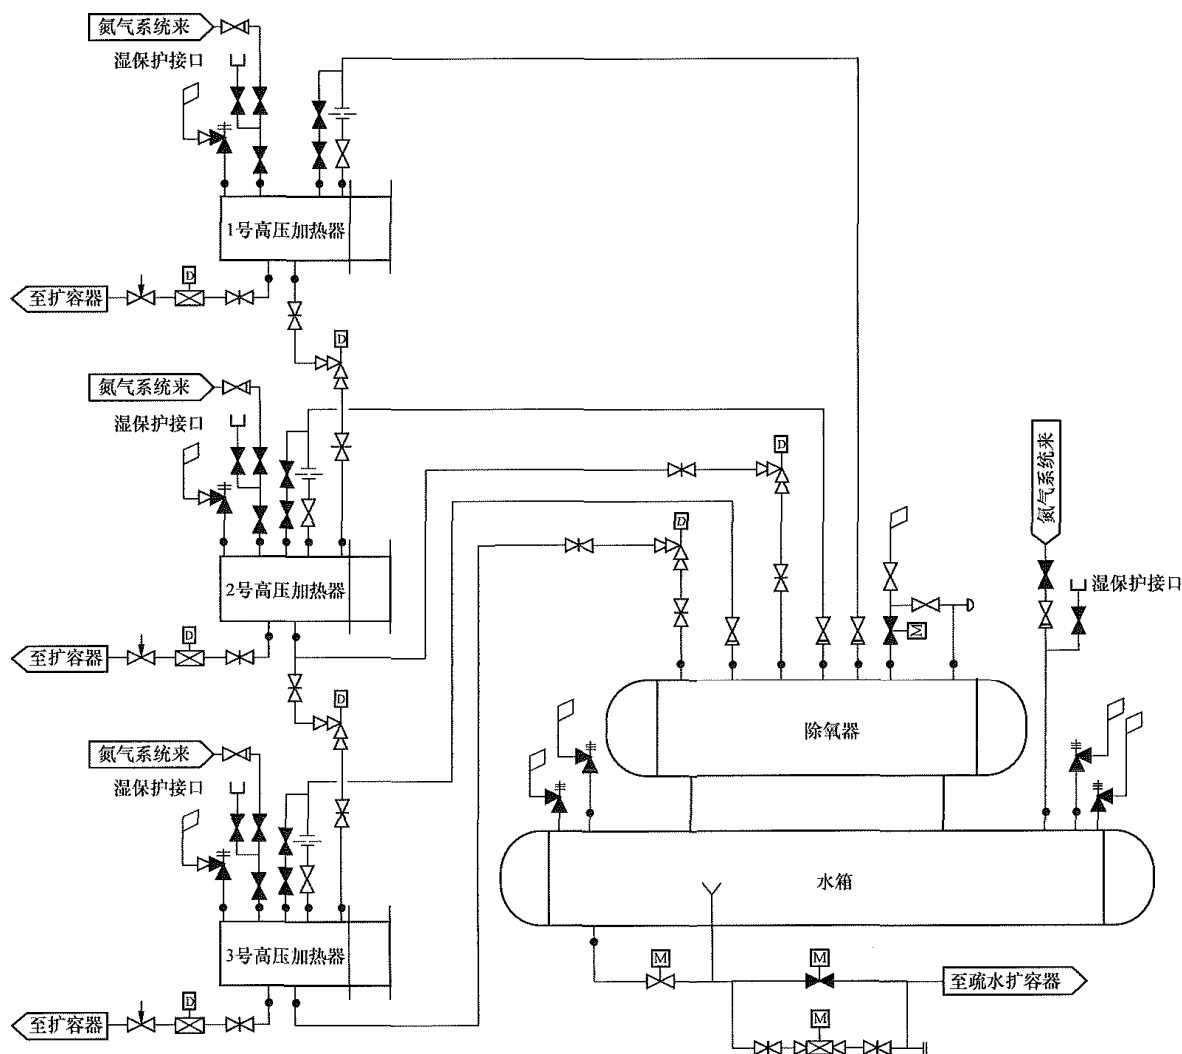 氮气系统来
湿保护接口
1号高压加热器
D
至扩容器
D
氮气系统来
湿保护接口
D
氮气系统来
D
M
湿保护接口
2号高压加热器
D
至扩容器
D
除氧器
氮气系统来
湿保护接口
水箱
3号高压加热器
M
M
至疏水扩容器
D
至扩容器
M